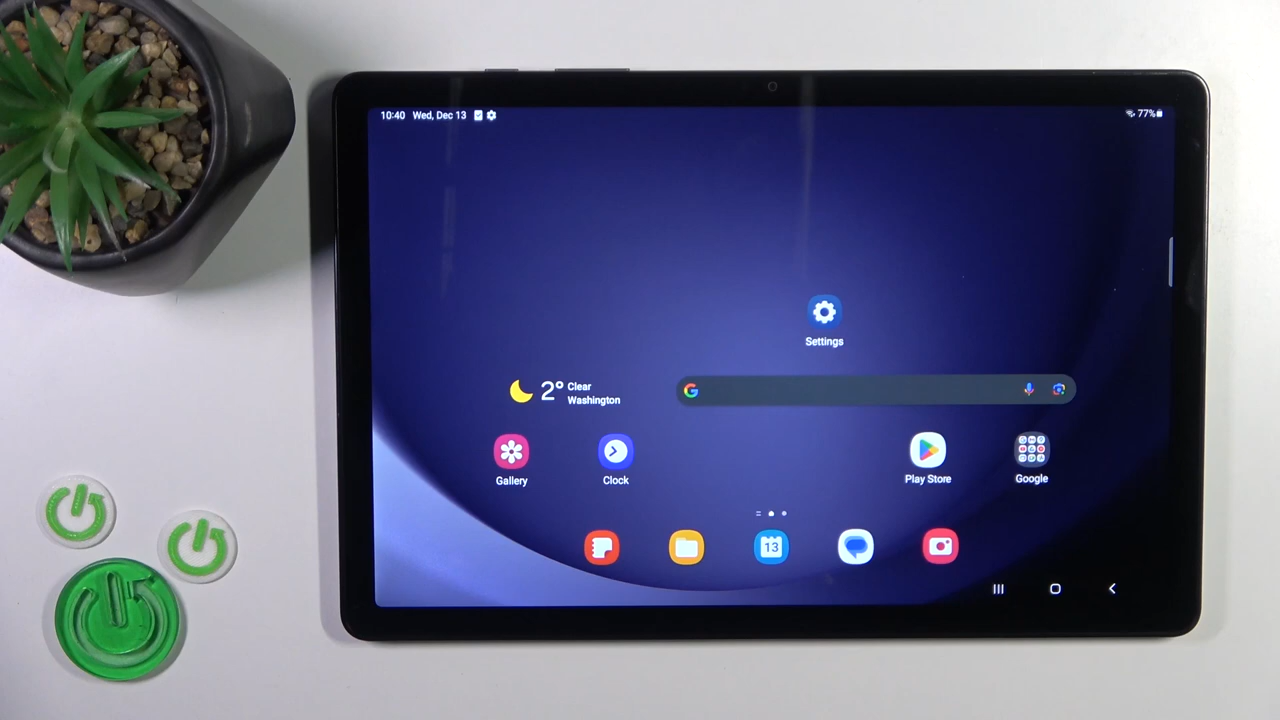 10:40 Wed, Dec 13
77%
Settings
2° Clear
Washington
G
Gallery
Clock
Play Store
Google
13